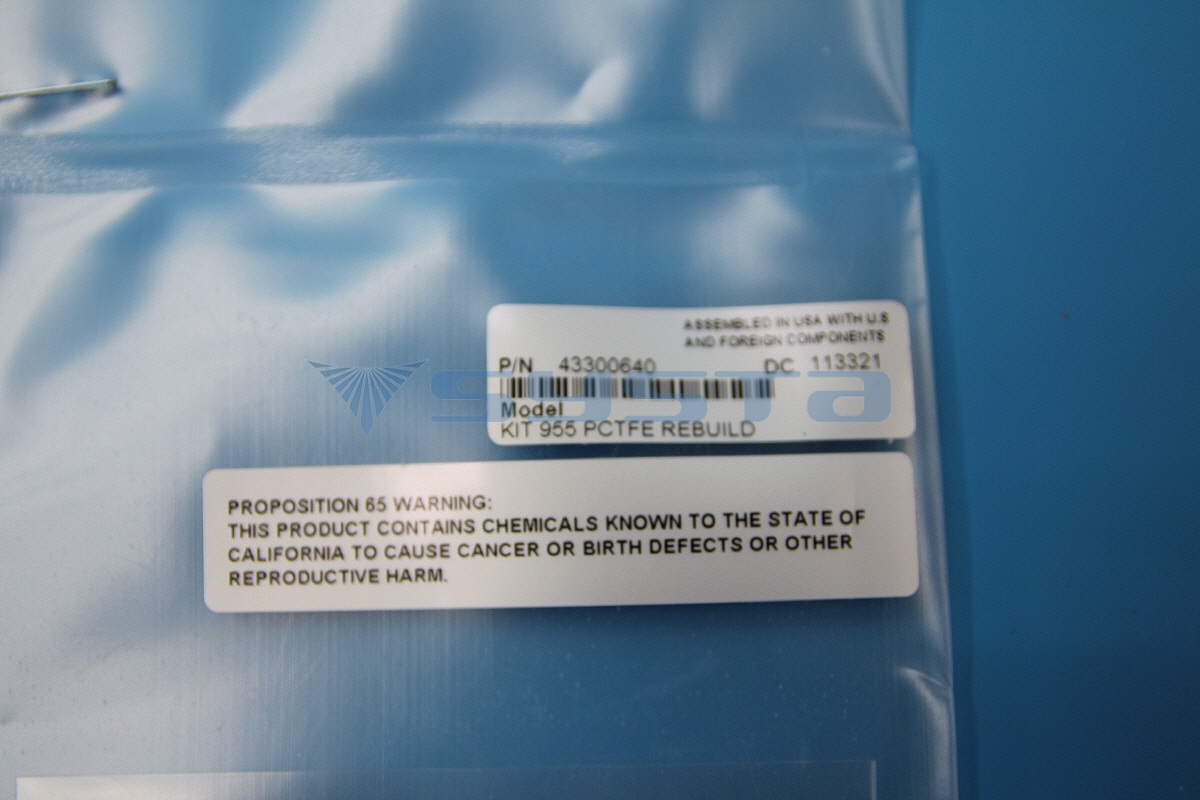 ASSEMBLED IN USA WITH U.S
AND FOREIGN COMPONENTS
P/N 43300640 DC 113321
Model
KIT 955 PCTFE REBUILD
SYSTA
PROPOSITION 65 WARNING:
THIS PRODUCT CONTAINS CHEMICALS KNOWN TO THE STATE OF
CALIFORNIA TO CAUSE CANCER OR BIRTH DEFECTS OR OTHER
REPRODUCTIVE HARM.